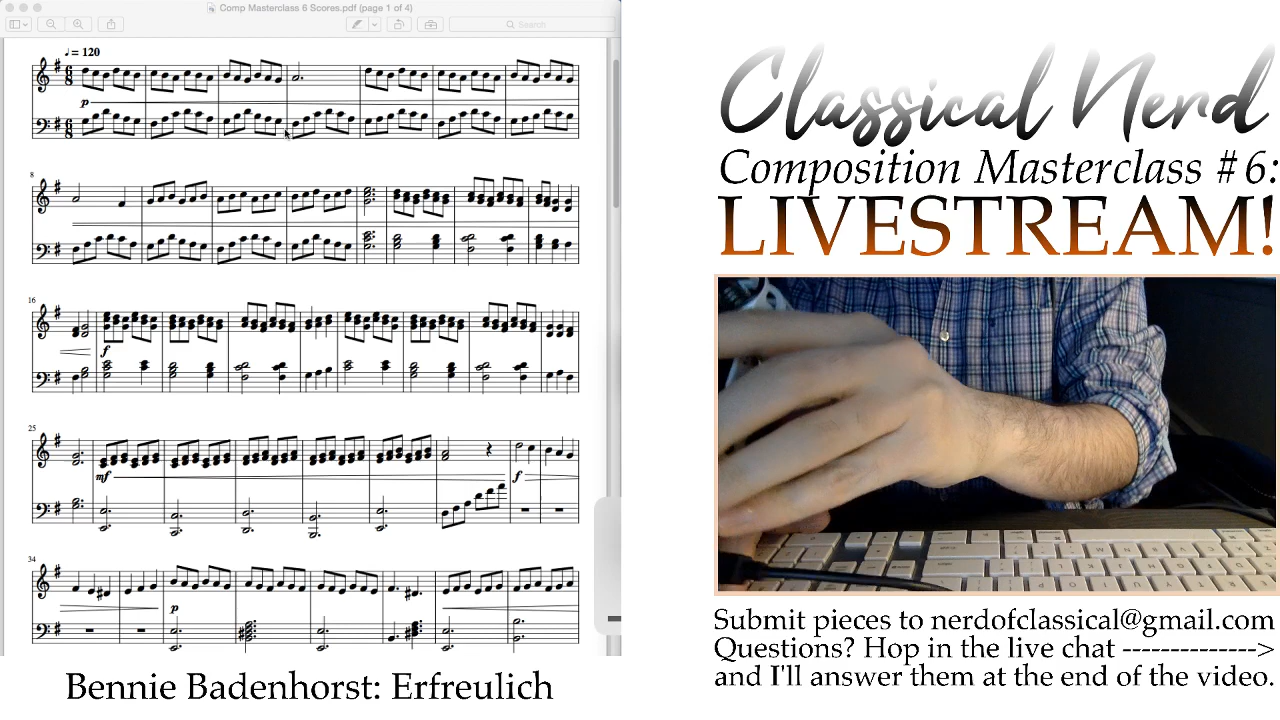 Comp Masterclass 6 Scores.pdf (page 1 of 4)
Search
♩ = 120
p
8
16
f
25
mf
f
34
p
Bennie Badenhorst: Erfreulich
Classical Nerd
Composition Masterclass #6:
LIVESTREAM!
Submit pieces to nerdofclassical@gmail.com
Questions? Hop in the live chat -------------->
and I'll answer them at the end of the video.